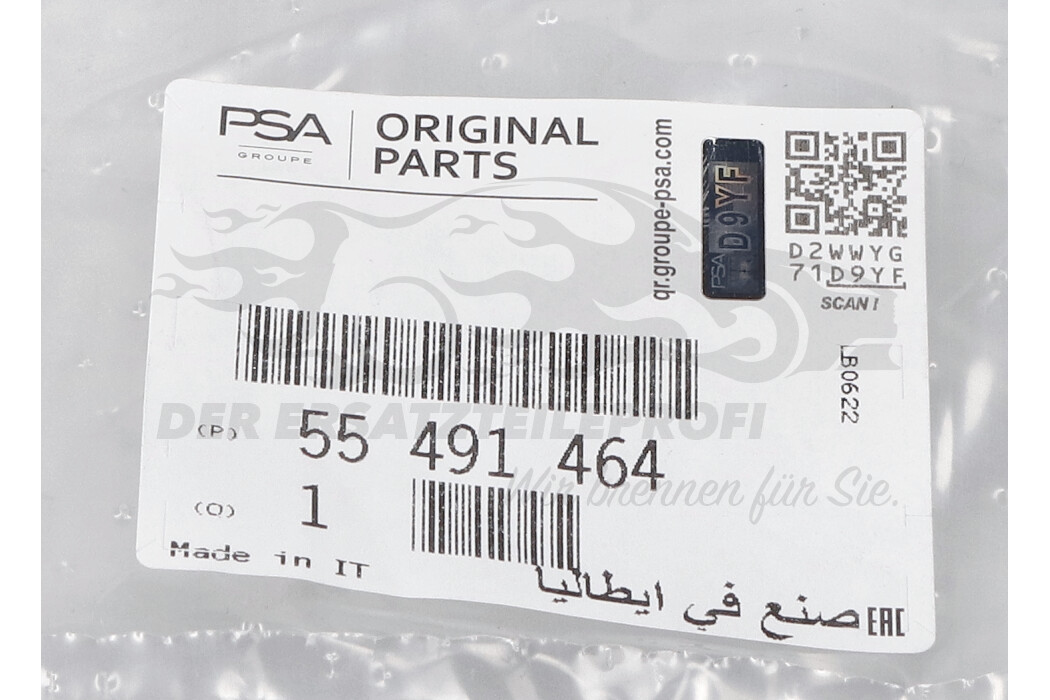 PSA
GROUPE
ORIGINAL
PARTS
qr.groupe-psa.com
PSA
D9YF
D2WWYG
71D9YF
SCAN!
LB0622
DER ERSATZTEILEPROFI
Wir brennen für Sie.
(P) 55 491 464
(Q) 1
Made in IT
صنع في ايطاليا
EAC